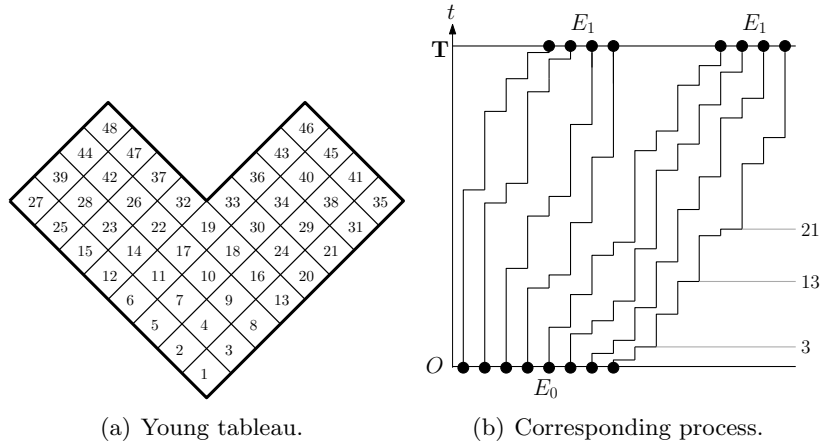 48 46
44 47 43 45
39 42 37 36 40 41
27 28 26 32 33 34 38 35
25 23 22 19 30 29 31
15 14 17 18 24 21
12 11 10 16 20
6 7 9 13
5 4 8
2 3
1
(a) Young tableau.
t
E₁ E₁
T
21
13
3
O
E₀
(b) Corresponding process.